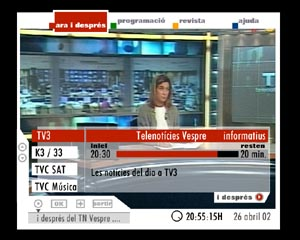 ara i després programació revista ajuda
TV3 Telenotícies Vespre informatius
K3 / 33 inici resten
20:30 20 min.
TVC SAT
Les notícies del dia a TV3
TVC Música
i després
OK + partir
i després del TN Vespre .... 20:55:15H 26 abril 02